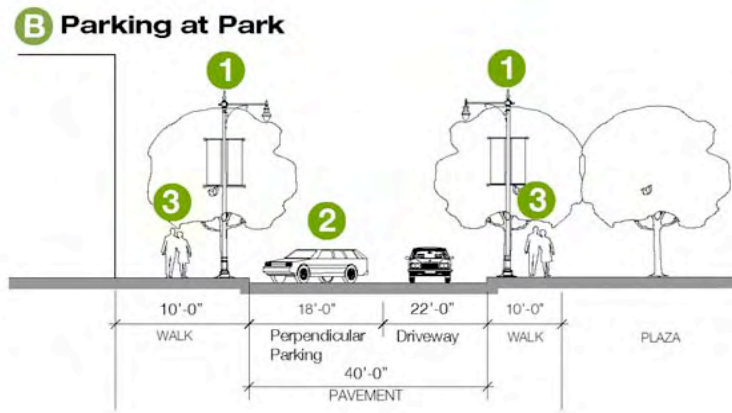 B Parking at Park
1 1
3 2 3
10'-0" 18'-0" 22'-0" 10'-0"
WALK Perpendicular Driveway WALK PLAZA
Parking
40'-0"
PAVEMENT